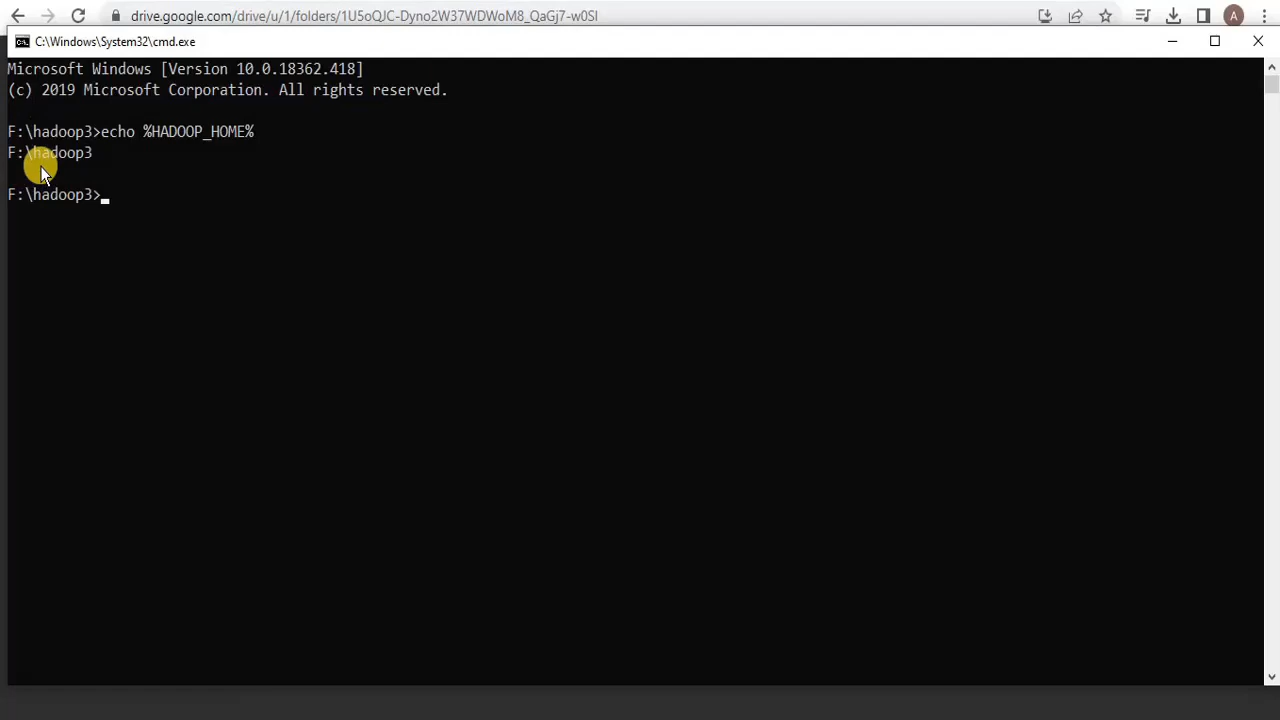 drive.google.com/drive/u/1/folders/1U5oQJC-Dyno2W37WDWoM8_QaGj7-w0SI
A
C:\Windows\System32\cmd.exe
Microsoft Windows [Version 10.0.18362.418]
(c) 2019 Microsoft Corporation. All rights reserved.
F:\hadoop3>echo %HADOOP_HOME%
F:\hadoop3
F:\hadoop3>